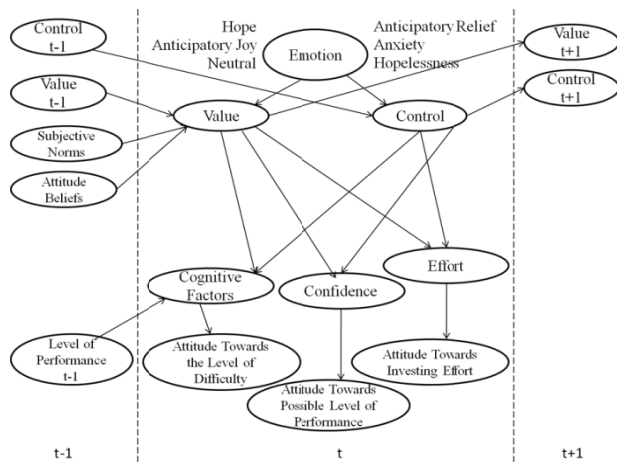 Control
t-1
Value
t-1
Subjective
Norms
Attitude
Beliefs
Level of
Performance
t-1
Hope
Anticipatory Joy
Neutral
Emotion
Anticipatory Relief
Anxiety
Hopelessness
Value
Control
Cognitive
Factors
Confidence
Effort
Attitude Towards
the Level of
Difficulty
Attitude Towards
Possible Level of
Performance
Attitude Towards
Investing Effort
Value
t+1
Control
t+1
t-1
t
t+1